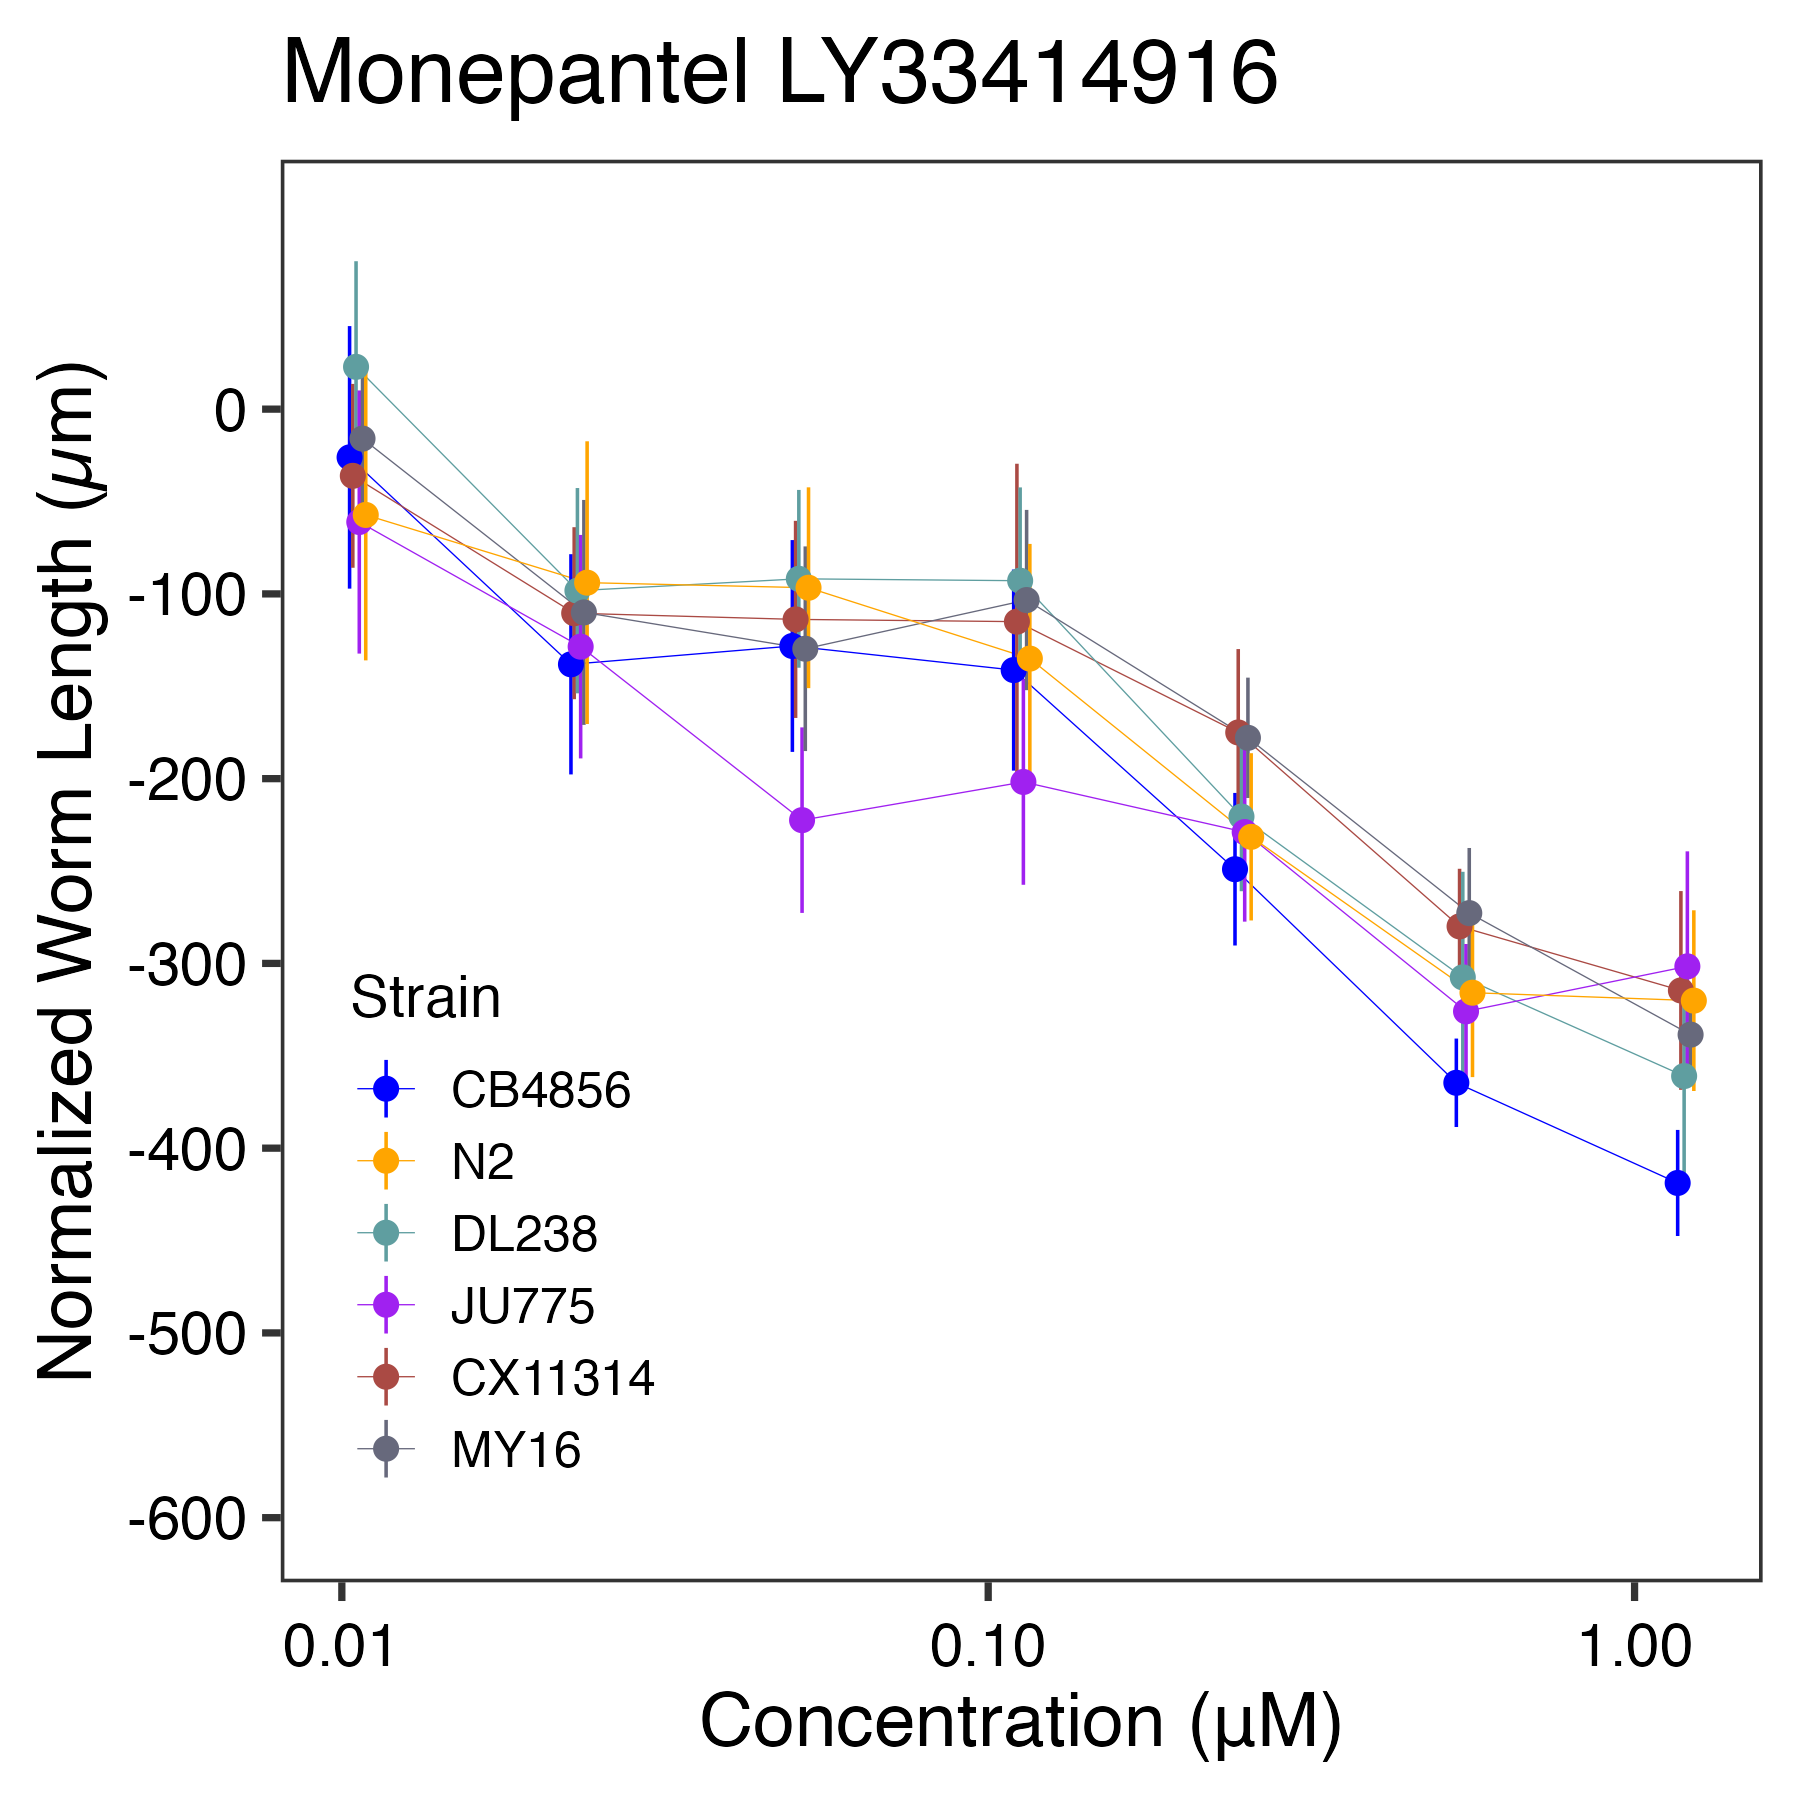 Monepantel LY33414916
Normalized Worm Length (µm)
0
-100
-200
-300
-400
-500
-600
Strain
CB4856
N2
DL238
JU775
CX11314
MY16
0.01
0.10
1.00
Concentration (µM)